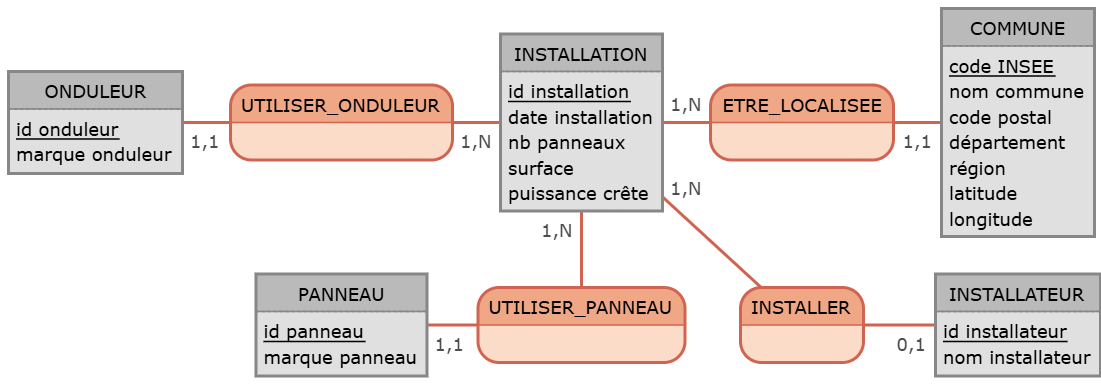 ONDULEUR
id onduleur
marque onduleur
1,1
UTILISER_ONDULEUR
1,N
INSTALLATION
id installation
date installation
nb panneaux
surface
puissance crête
1,N
ETRE_LOCALISEE
1,1
COMMUNE
code INSEE
nom commune
code postal
département
région
latitude
longitude
1,N
1,N
PANNEAU
id panneau
marque panneau
1,1
UTILISER_PANNEAU
INSTALLER
0,1
INSTALLATEUR
id installateur
nom installateur